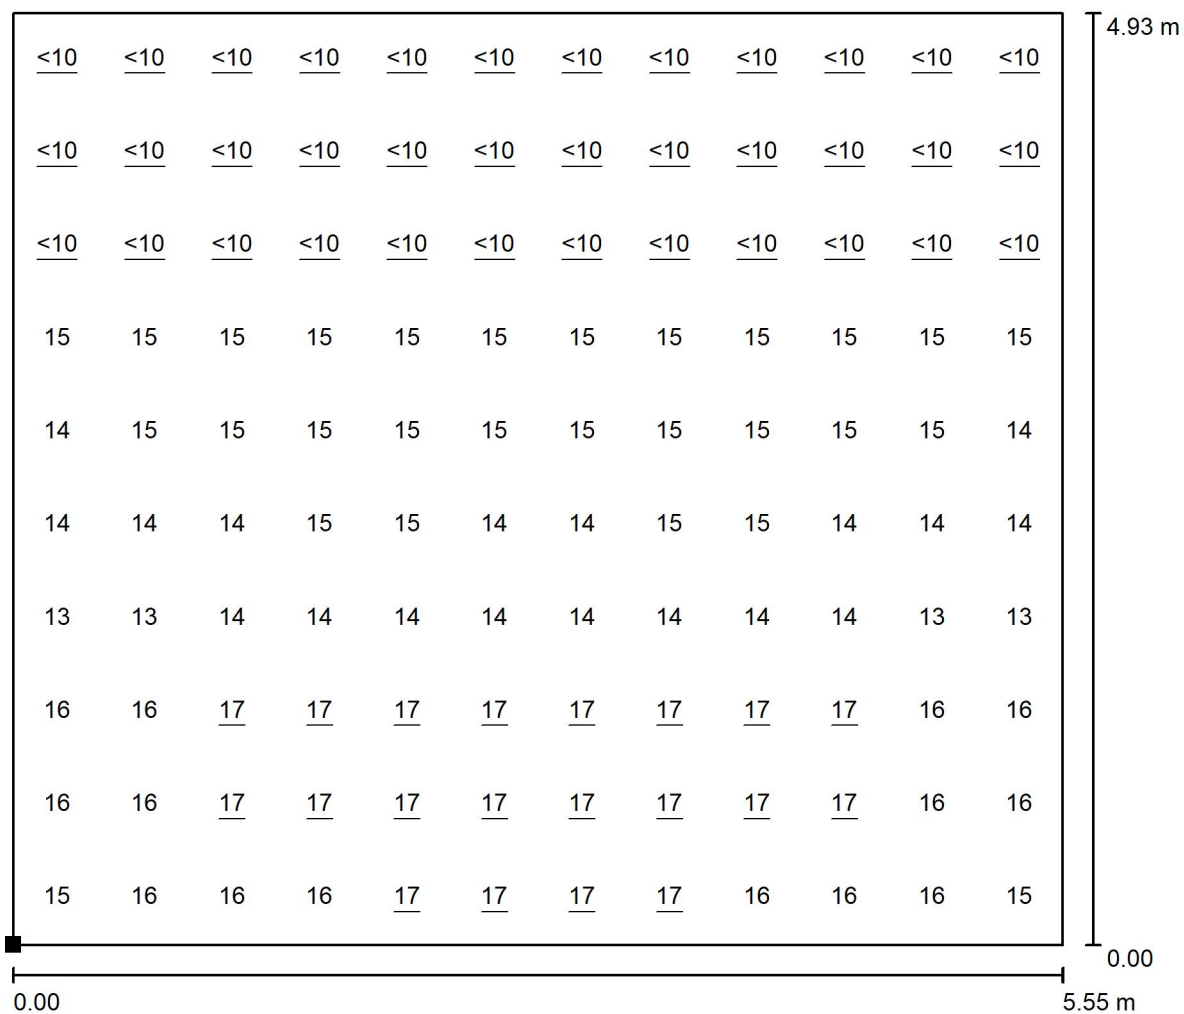 <10 <10 <10 <10 <10 <10 <10 <10 <10 <10 <10 <10 4.93 m
<10 <10 <10 <10 <10 <10 <10 <10 <10 <10 <10 <10
<10 <10 <10 <10 <10 <10 <10 <10 <10 <10 <10 <10
15 15 15 15 15 15 15 15 15 15 15 15
14 15 15 15 15 15 15 15 15 15 15 14
14 14 14 15 15 14 14 15 15 14 14 14
13 13 14 14 14 14 14 14 14 14 13 13
16 16 17 17 17 17 17 17 17 17 16 16
16 16 17 17 17 17 17 17 17 17 16 16
15 16 16 16 17 17 17 17 16 16 16 15
0.00
0.00 5.55 m